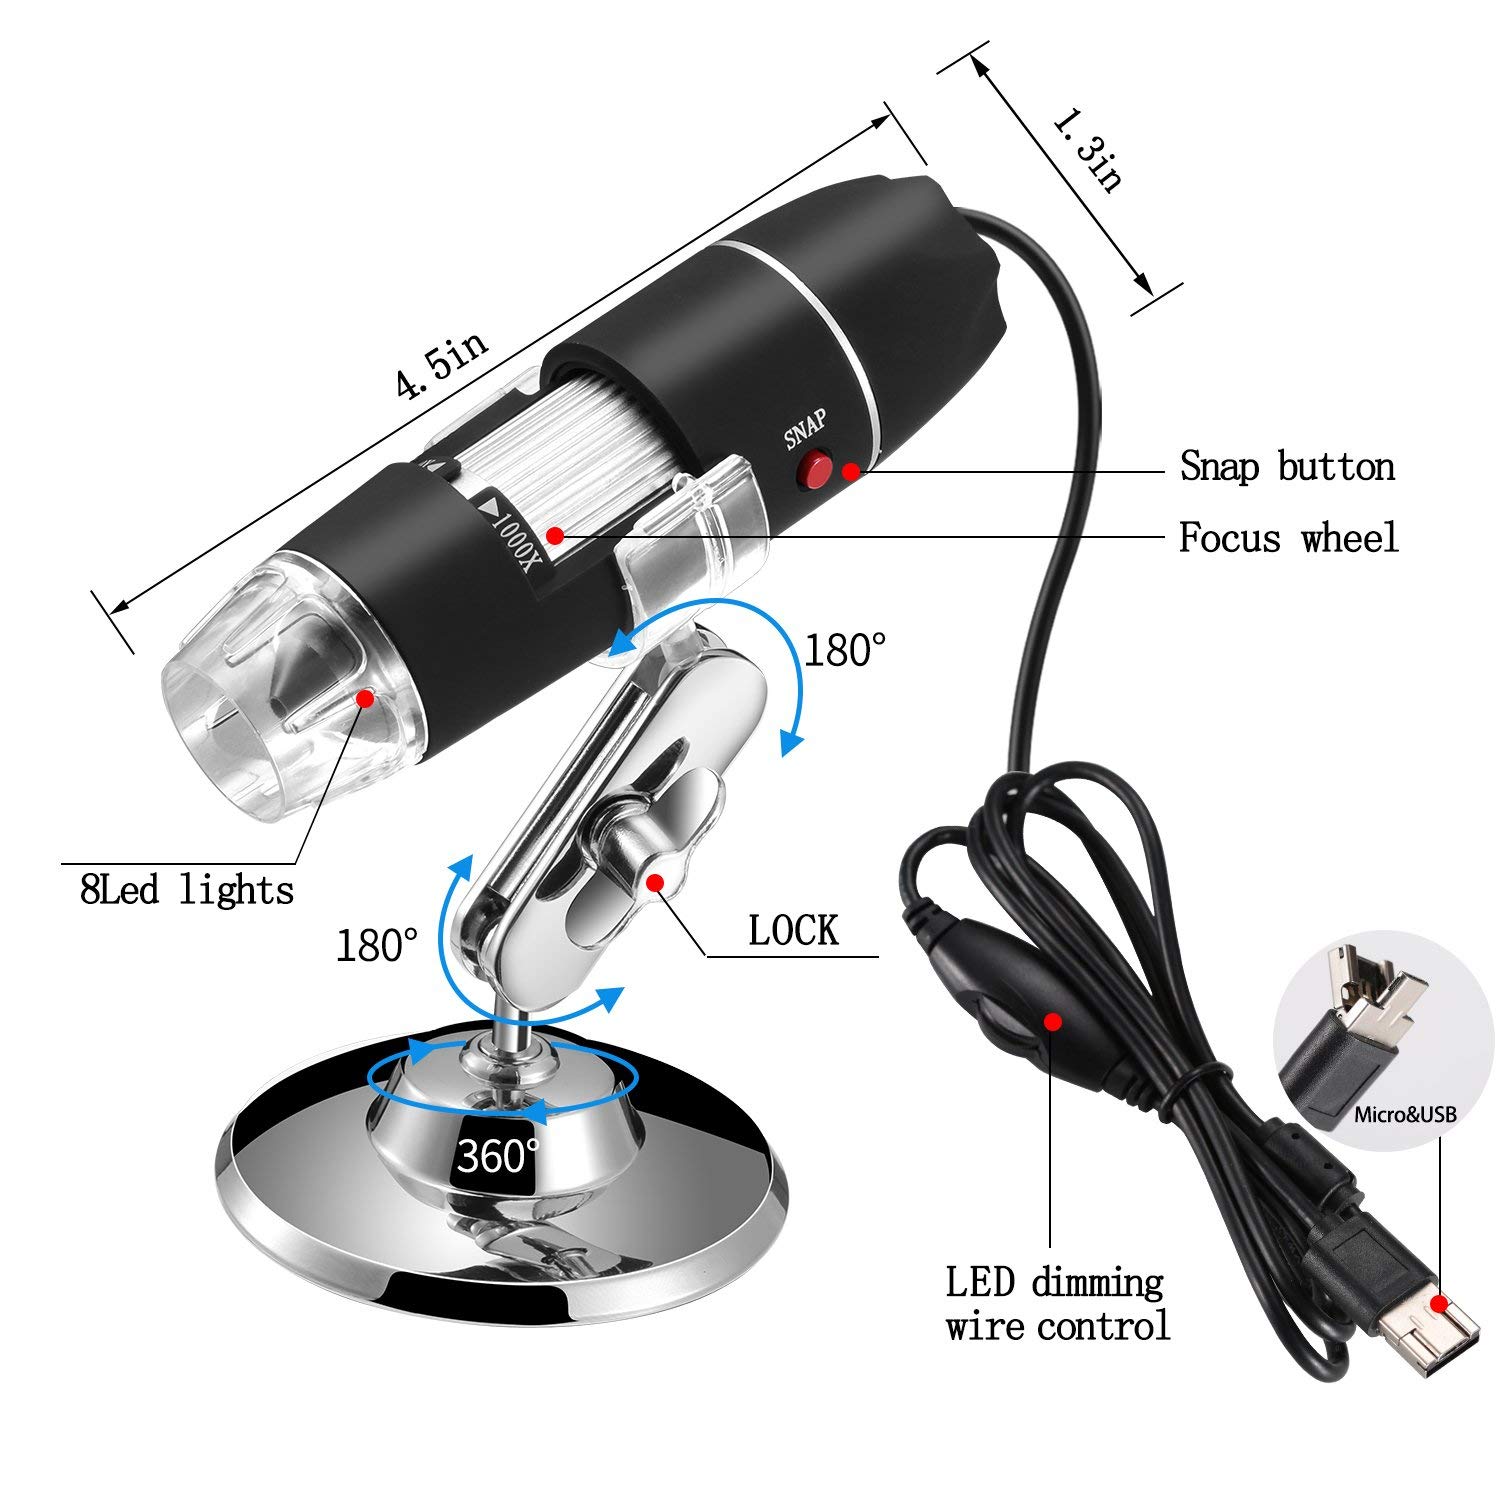 1.3in
4.5in
SNAP
Snap button
1000X
Focus wheel
180°
8Led lights
180°
LOCK
Micro&USB
360°
LED dimming
wire control